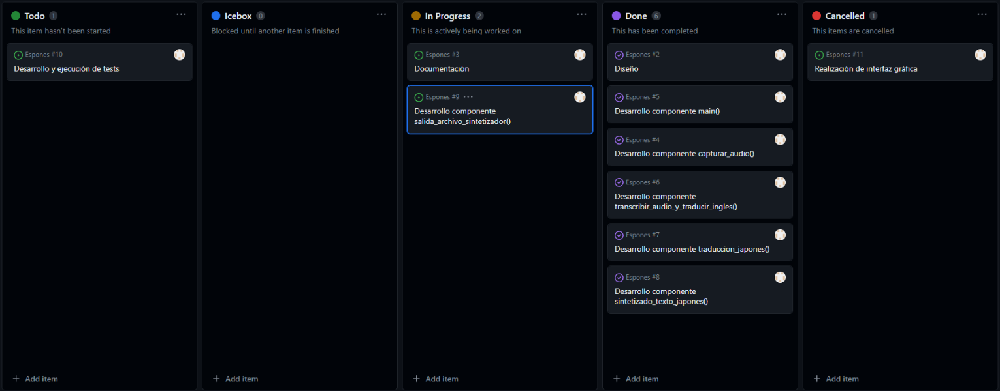 Todo 1
This item hasn't been started
Espones #10
Desarrollo y ejecución de tests
Add item
Icebox 0
Blocked until another item is finished
Add item
In Progress 2
This is actively being worked on
Espones #3
Documentación
Espones #9
Desarrollo componente
salida_archivo_sintetizador()
Add item
Done 6
This has been completed
Espones #2
Diseño
Espones #5
Desarrollo componente main()
Espones #4
Desarrollo componente capturar_audio()
Espones #6
Desarrollo componente
transcribir_audio_y_traducir_ingles()
Espones #7
Desarrollo componente traduccion_japones()
Espones #8
Desarrollo componente
sintetizado_texto_japones()
Add item
Cancelled 1
This items are cancelled
Espones #11
Realización de interfaz gráfica
Add item